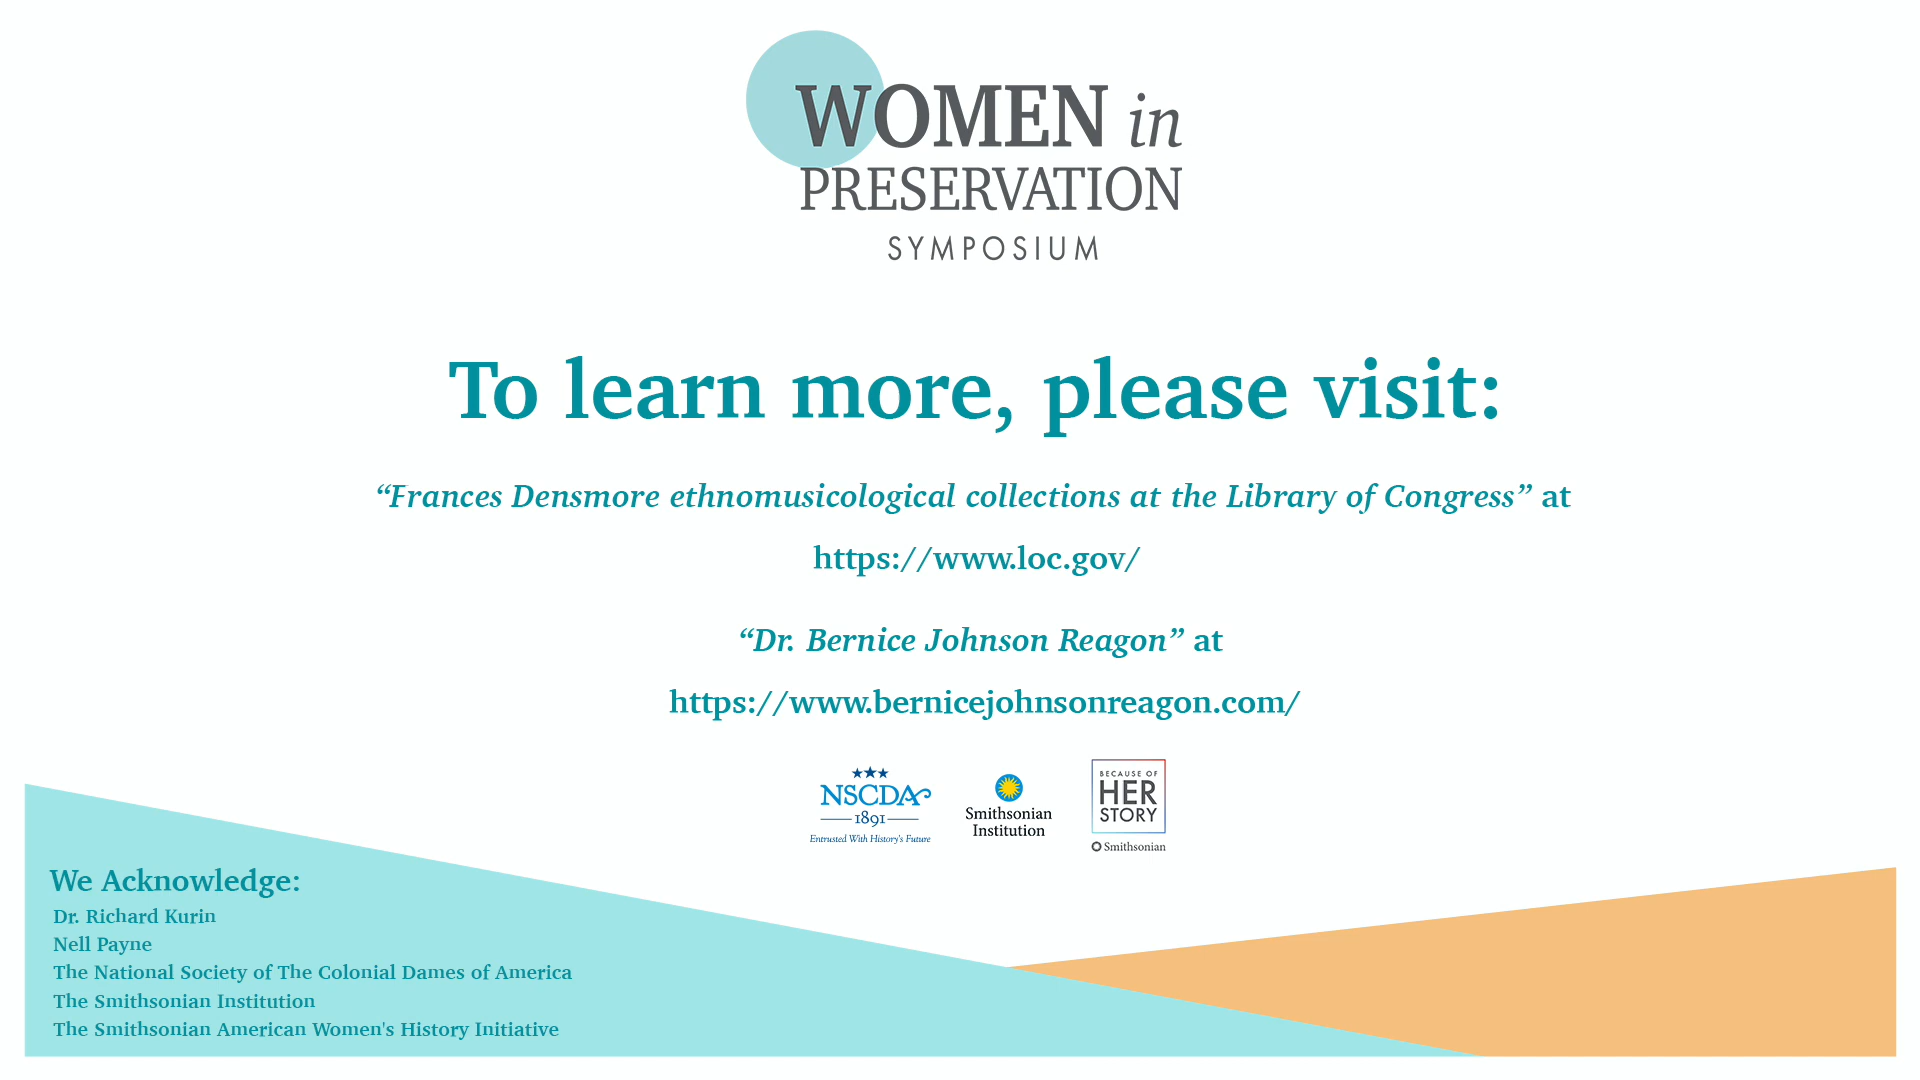 WOMEN in
PRESERVATION
SYMPOSIUM
To learn more, please visit:
“Frances Densmore ethnomusicological collections at the Library of Congress” at
https://www.loc.gov/
“Dr. Bernice Johnson Reagon” at
https://www.bernicejohnsonreagon.com/
NSCDA
1891
Entrusted With History's Future
Smithsonian
Institution
BECAUSE OF
HER
STORY
Smithsonian
We Acknowledge:
Dr. Richard Kurin
Nell Payne
The National Society of The Colonial Dames of America
The Smithsonian Institution
The Smithsonian American Women's History Initiative